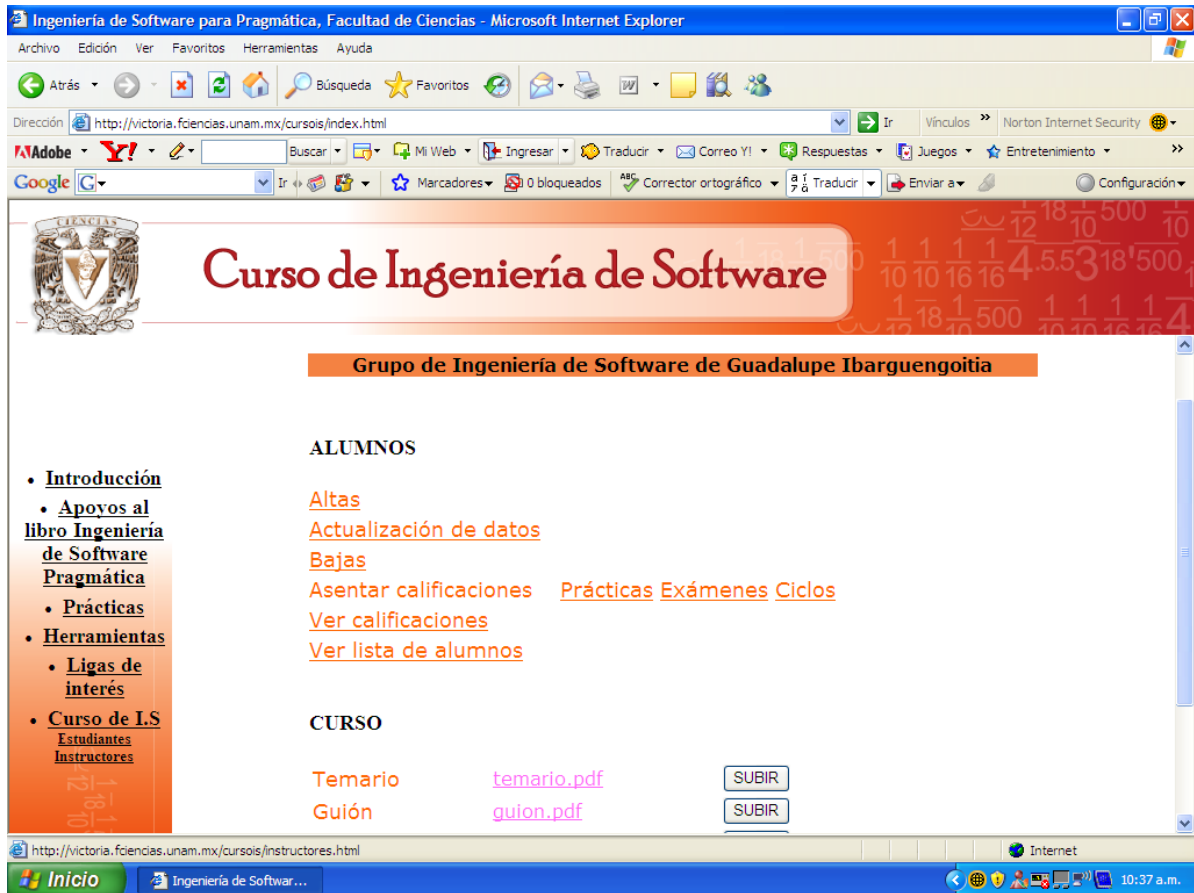 Ingeniería de Software para Pragmática, Facultad de Ciencias - Microsoft Internet Explorer
Archivo Edición Ver Favoritos Herramientas Ayuda
Atrás Búsqueda Favoritos
Dirección http://victoria.fciencias.unam.mx/cursois/index.html Ir Vínculos » Norton Internet Security
Adobe Y! Buscar Mi Web Ingresar Traducir Correo Y! Respuestas Juegos Entretenimiento »
Google G Ir Marcadores 0 bloqueados Corrector ortográfico Traducir Enviar a Configuración
CIENCIAS
Curso de Ingeniería de Software
Grupo de Ingeniería de Software de Guadalupe Ibarguengoitia
• Introducción
• Apoyos al
libro Ingeniería
de Software
Pragmática
• Prácticas
• Herramientas
• Ligas de
interés
• Curso de I.S
Estudiantes
Instructores
ALUMNOS
Altas
Actualización de datos
Bajas
Asentar calificaciones Prácticas Exámenes Ciclos
Ver calificaciones
Ver lista de alumnos
CURSO
Temario temario.pdf SUBIR
Guión guion.pdf SUBIR
http://victoria.fciencias.unam.mx/cursois/instructores.html Internet
Inicio Ingeniería de Softwar... 10:37 a.m.